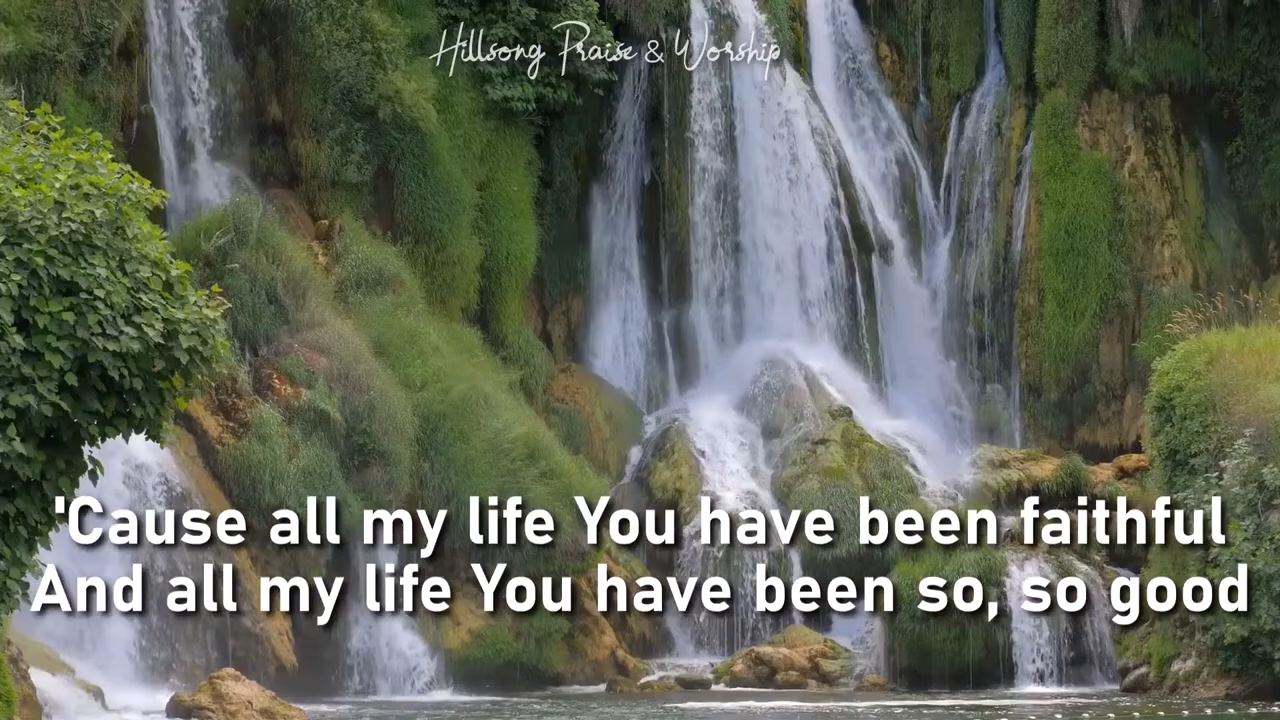 Hillsong Praise & Worship
'Cause all my life You have been faithful
And all my life You have been so, so good